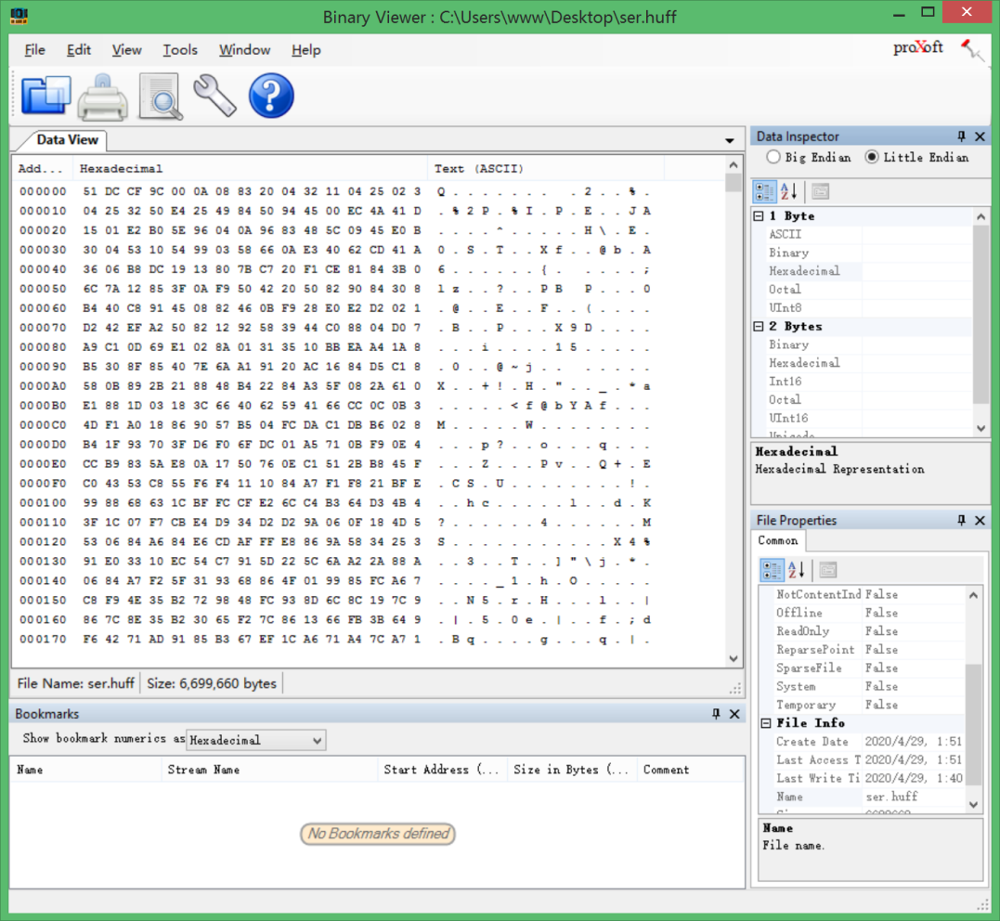 Binary Viewer : C:\Users\www\Desktop\ser.huff
File Edit View Tools Window Help
proXoft
Data View
Add... Hexadecimal Text (ASCII)
000000 51 DC CF 9C 00 0A 08 83 20 04 32 11 04 25 02 3 Q . . . . . . . . . 2 . . % .
000010 04 25 32 50 E4 25 49 84 50 94 45 00 EC 4A 41 D . % 2 P . % I . P . E . . J A
000020 15 01 E2 B0 5E 96 04 0A 96 83 48 5C 09 45 E0 B . . . . ^ . . . . . H \ . E .
000030 30 04 53 10 54 99 03 58 66 0A E3 40 62 CD 41 A 0 . S . T . . X f . . @ b . A
000040 36 06 B8 DC 19 13 80 7B C7 20 F1 CE 81 84 3B 0 6 . . . . . . { . . . . . ;
000050 6C 7A 12 85 3F 0A F9 50 42 20 50 82 90 84 30 8 l z . . ? . . P B P . . . 0
000060 B4 40 C8 91 45 08 82 46 0B F9 28 E0 E2 D2 02 1 . @ . . E . . F . . ( . . . .
000070 D2 42 EF A2 50 82 12 92 58 39 44 C0 88 04 D0 7 . B . . P . . . X 9 D . . . .
000080 A9 C1 0D 69 E1 02 8A 01 31 35 10 BB EA A4 1A 8 . . . i . . . . 1 5 . . . . .
000090 B5 30 8F 85 40 7E 6A A1 91 20 AC 16 84 D5 C1 8 . 0 . . @ ~ j . . . . . . .
0000A0 58 0B 89 2B 21 88 48 B4 22 84 A3 5F 08 2A 61 0 X . . + ! . H . " . . _ . * a
0000B0 E1 88 1D 03 18 3C 66 40 62 59 41 66 CC 0C 0B 3 . . . . . < f @ b Y A f . . .
0000C0 4D F1 A0 18 86 90 57 B5 04 FC DA C1 DB B6 02 8 M . . . . . W . . . . . . . .
0000D0 B4 1F 93 70 3F D6 F0 6F DC 01 A5 71 0B F9 0E 4 . . . p ? . . o . . . q . . .
0000E0 CC B9 83 5A E8 0A 17 50 76 0E C1 51 2B B8 45 F . . . Z . . . P v . . Q + . E
0000F0 C0 43 53 C8 55 F6 F4 11 10 84 A7 F1 F8 21 BF E . C S . U . . . . . . . . ! .
000100 99 88 68 63 1C BF FC CF E2 6C C4 B3 64 D3 4B 4 . . h c . . . . . l . . d . K
000110 3F 1C 07 F7 CB E4 D9 34 D2 D2 9A 06 0F 18 4D 5 ? . . . . . . 4 . . . . . . M
000120 53 06 84 A6 84 E6 CD AF FF E8 86 9A 58 34 25 3 S . . . . . . . . . . . X 4 %
000130 91 E0 33 10 EC 54 C7 91 5D 22 5C 6A A2 2A 88 A . . 3 . . T . . ] " \ j . * .
000140 06 84 A7 F2 5F 31 93 68 86 4F 01 99 85 FC A6 7 . . . . _ 1 . h . O . . . . .
000150 C8 F9 4E 35 B2 72 98 48 FC 93 8D 6C 8C 19 7C 9 . . N 5 . r . H . . . l . . |
000160 86 7C 8E 35 B2 30 65 F2 7C 86 13 66 FB 3B 64 9 . | . 5 . 0 e . | . . f . ; d
000170 F6 42 71 AD 91 85 B3 67 EF 1C A6 71 A4 7C A7 1 . B q . . . . g . . . q . | .
File Name: ser.huff Size: 6,699,660 bytes
Bookmarks
Show bookmark numerics as Hexadecimal
Name Stream Name Start Address (... Size in Bytes (... Comment
No Bookmarks defined
Data Inspector
Big Endian Little Endian
1 Byte
ASCII
Binary
Hexadecimal
Octal
UInt8
2 Bytes
Binary
Hexadecimal
Int16
Octal
UInt16
Hexadecimal
Hexadecimal Representation
File Properties
Common
NotContentInd False
Offline False
ReadOnly False
ReparsePoint False
SparseFile False
System False
Temporary False
File Info
Create Date 2020/4/29, 1:51
Last Access T 2020/4/29, 1:51
Last Write Ti 2020/4/29, 1:40
Name ser.huff
Name
File name.